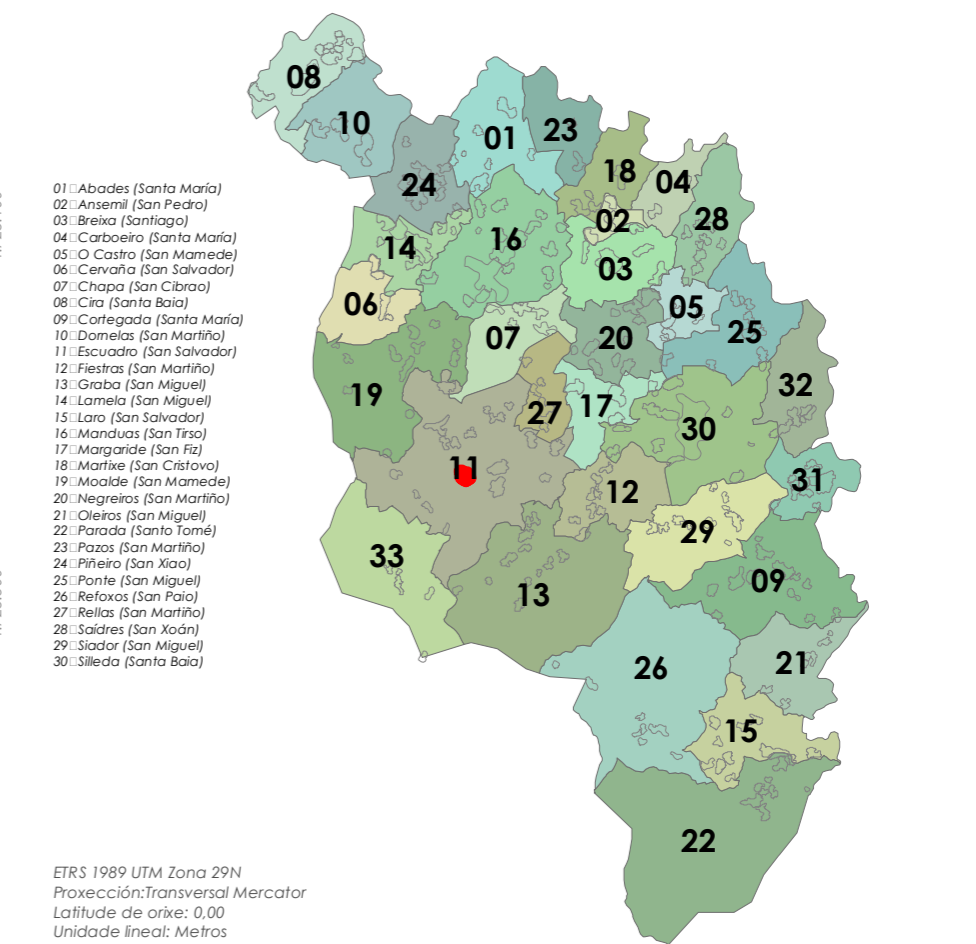 08
10
01
23
18
04
24
02
28
16
14
03
06
05
07
20
25
19
32
27
17
30
11
31
12
29
33
09
13
26
21
15
22
01 Abades (Santa María)
02 Ansemil (San Pedro)
03 Breixa (Santiago)
04 Carboeiro (Santa María)
05 O Castro (San Mamede)
06 Cervaña (San Salvador)
07 Chapa (San Cibrao)
08 Cira (Santa Baia)
09 Cortegada (Santa María)
10 Dornelas (San Martiño)
11 Escuadro (San Salvador)
12 Fiestras (San Martiño)
13 Graba (San Miguel)
14 Lamela (San Miguel)
15 Laro (San Salvador)
16 Manduas (San Tirso)
17 Margaride (San Fiz)
18 Martixe (San Cristovo)
19 Moalde (San Mamede)
20 Negreiros (San Martiño)
21 Oleiros (San Miguel)
22 Parada (Santo Tomé)
23 Pazos (San Martiño)
24 Piñeiro (San Xiao)
25 Ponte (San Miguel)
26 Refoxos (San Paio)
27 Rellas (San Martiño)
28 Saídres (San Xoán)
29 Siador (San Miguel)
30 Silleda (Santa Baia)
ETRS 1989 UTM Zona 29N
Proxección:Transversal Mercator
Latitude de orixe: 0,00
Unidade lineal: Metros